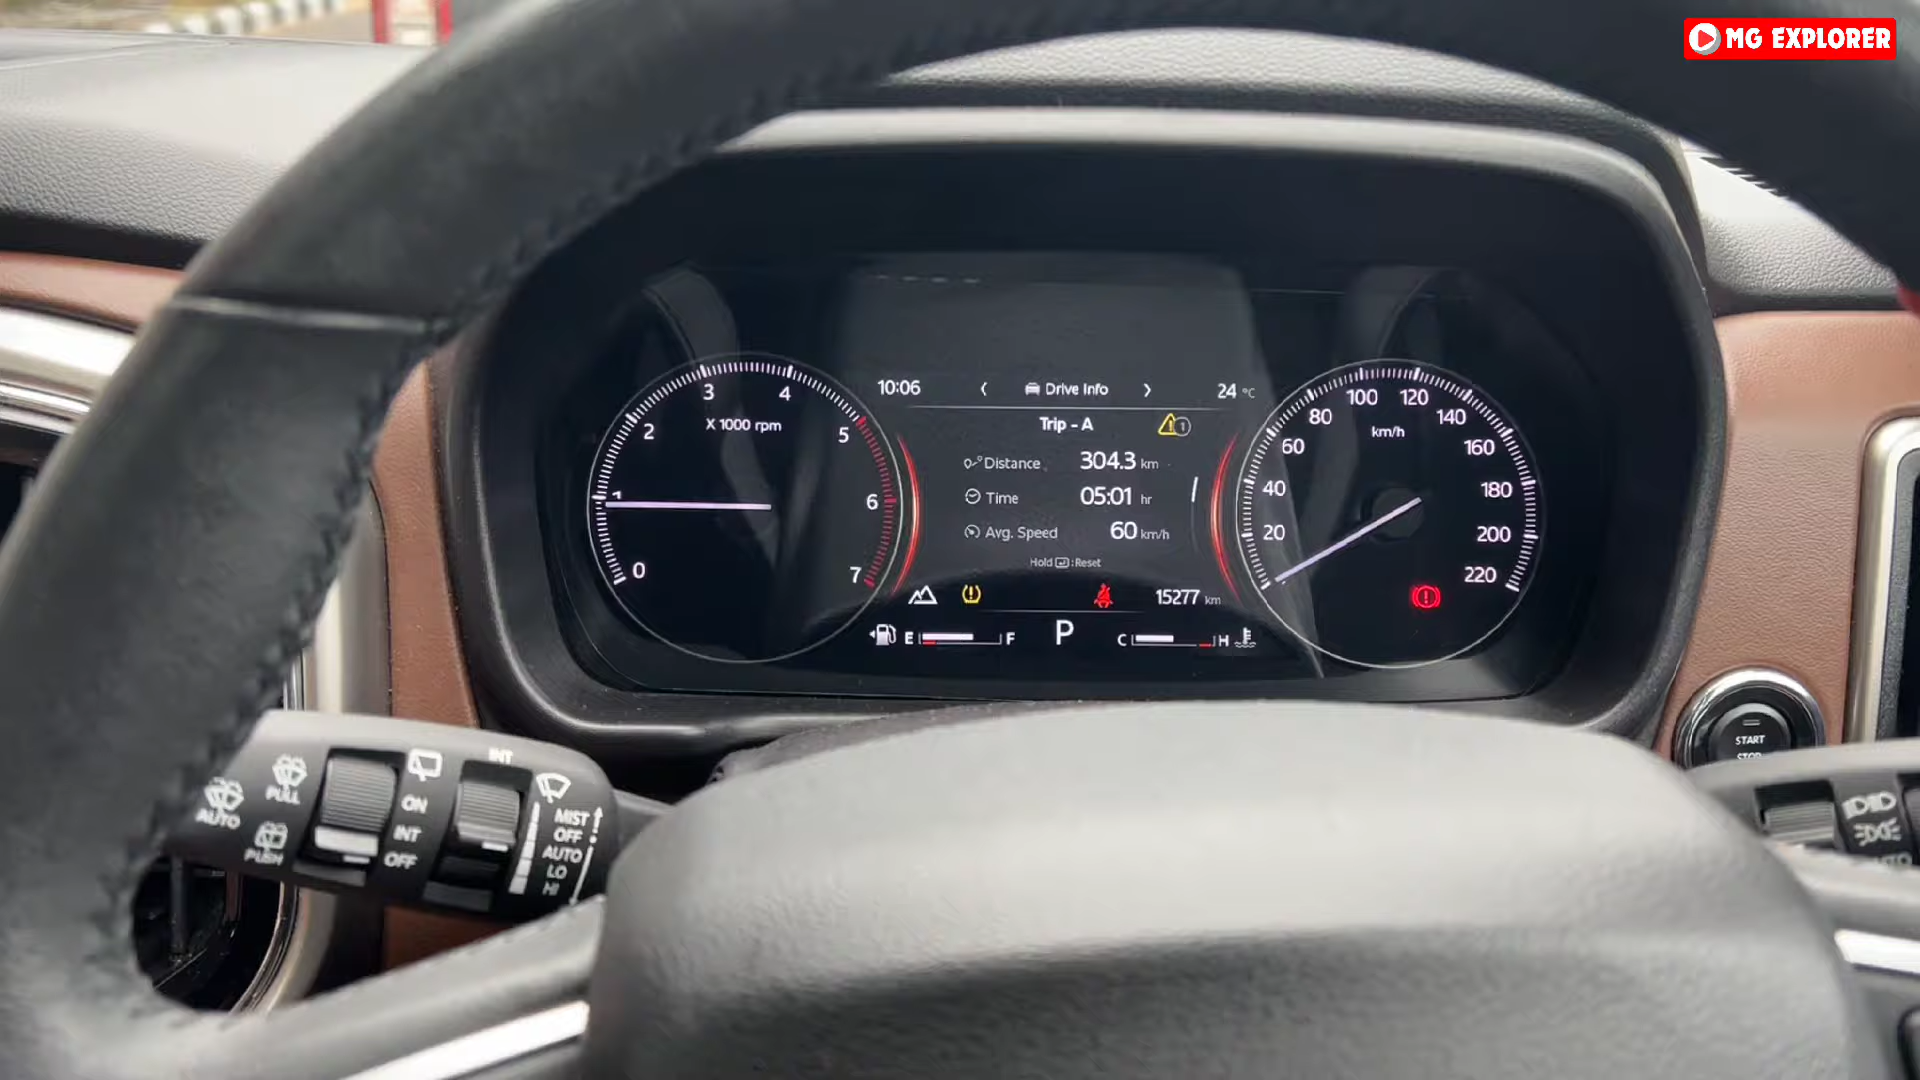 MG EXPLORER
10:06 Drive Info 24 °C
Trip - A
1
Distance 304.3 km
Time 05:01 hr
Avg. Speed 60 km/h
Hold : Reset
15277 km
E F P C H
0 1 2 3 4 5 6 7
X 1000 rpm
20 40 60 80 100 120 140 160 180 200 220
km/h
START
STOP
AUTO
PULL
PUSH
ON
INT
OFF
INT
MIST
OFF
AUTO
LO
HI